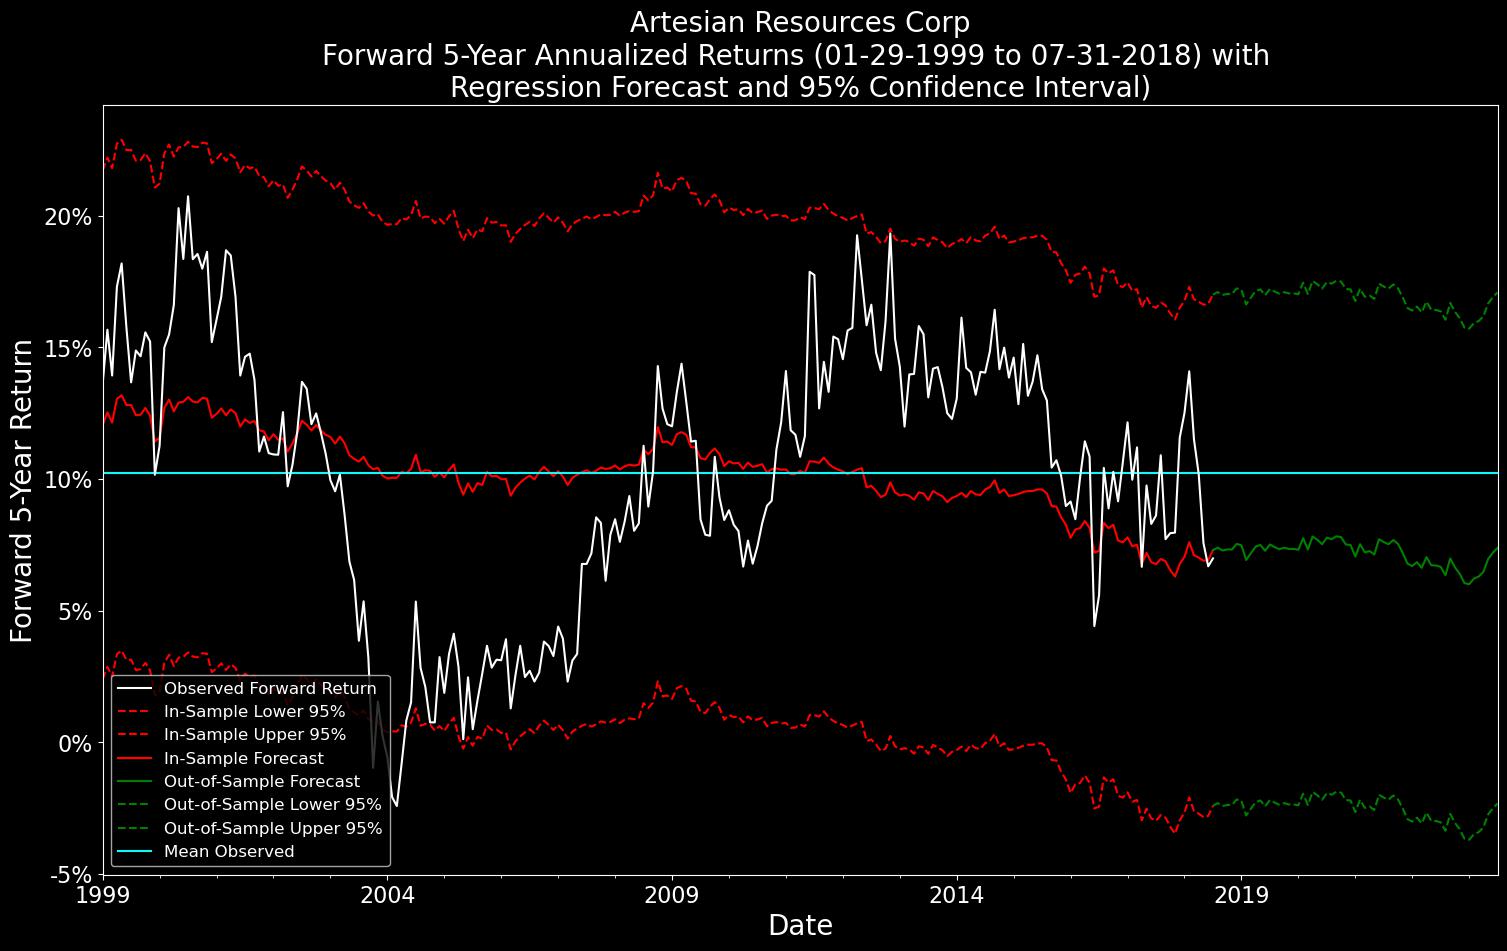 Artesian Resources Corp
Forward 5-Year Annualized Returns (01-29-1999 to 07-31-2018) with
Regression Forecast and 95% Confidence Interval)
Forward 5-Year Return
20%
15%
10%
5%
0%
-5%
Observed Forward Return
In-Sample Lower 95%
In-Sample Upper 95%
In-Sample Forecast
Out-of-Sample Forecast
Out-of-Sample Lower 95%
Out-of-Sample Upper 95%
Mean Observed
1999 2004 2009 2014 2019
Date